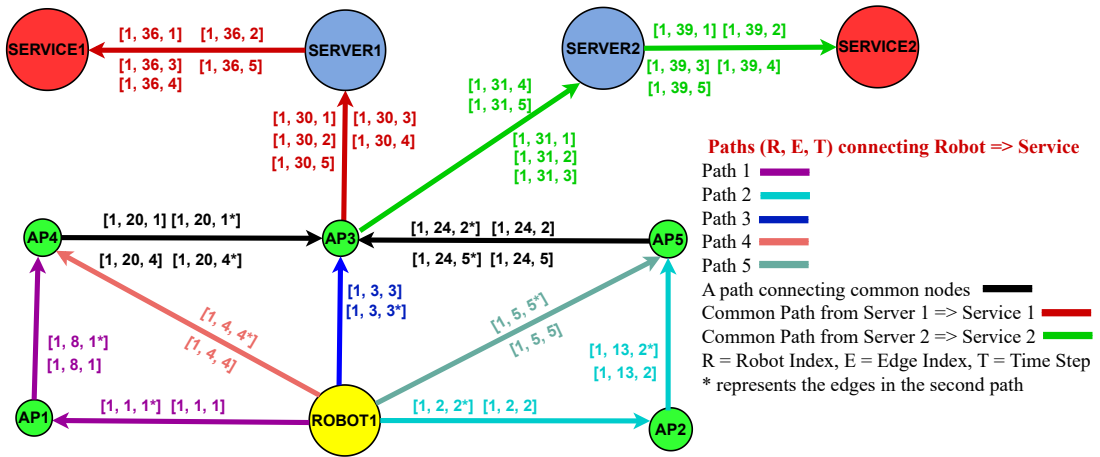 [1, 36, 1] [1, 36, 2]
SERVICE1
SERVER1
[1, 36, 3] [1, 36, 5]
[1, 36, 4]
SERVER2
[1, 39, 1] [1, 39, 2]
SERVICE2
[1, 39, 3] [1, 39, 4]
[1, 39, 5]
[1, 31, 4]
[1, 31, 5]
[1, 30, 1] [1, 30, 3]
[1, 30, 2] [1, 30, 4]
[1, 30, 5]
[1, 31, 1]
[1, 31, 2]
[1, 31, 3]
AP4
[1, 20, 1] [1, 20, 1*]
[1, 20, 4] [1, 20, 4*]
AP3
[1, 24, 2*] [1, 24, 2]
[1, 24, 5*] [1, 24, 5]
AP5
[1, 3, 3]
[1, 3, 3*]
[1, 4, 4*]
[1, 4, 4]
[1, 5, 5*]
[1, 5, 5]
[1, 8, 1*]
[1, 8, 1]
[1, 13, 2*]
[1, 13, 2]
AP1
[1, 1, 1*] [1, 1, 1]
ROBOT1
[1, 2, 2*] [1, 2, 2]
AP2
Paths (R, E, T) connecting Robot => Service
Path 1
Path 2
Path 3
Path 4
Path 5
A path connecting common nodes
Common Path from Server 1 => Service 1
Common Path from Server 2 => Service 2
R = Robot Index, E = Edge Index, T = Time Step
* represents the edges in the second path